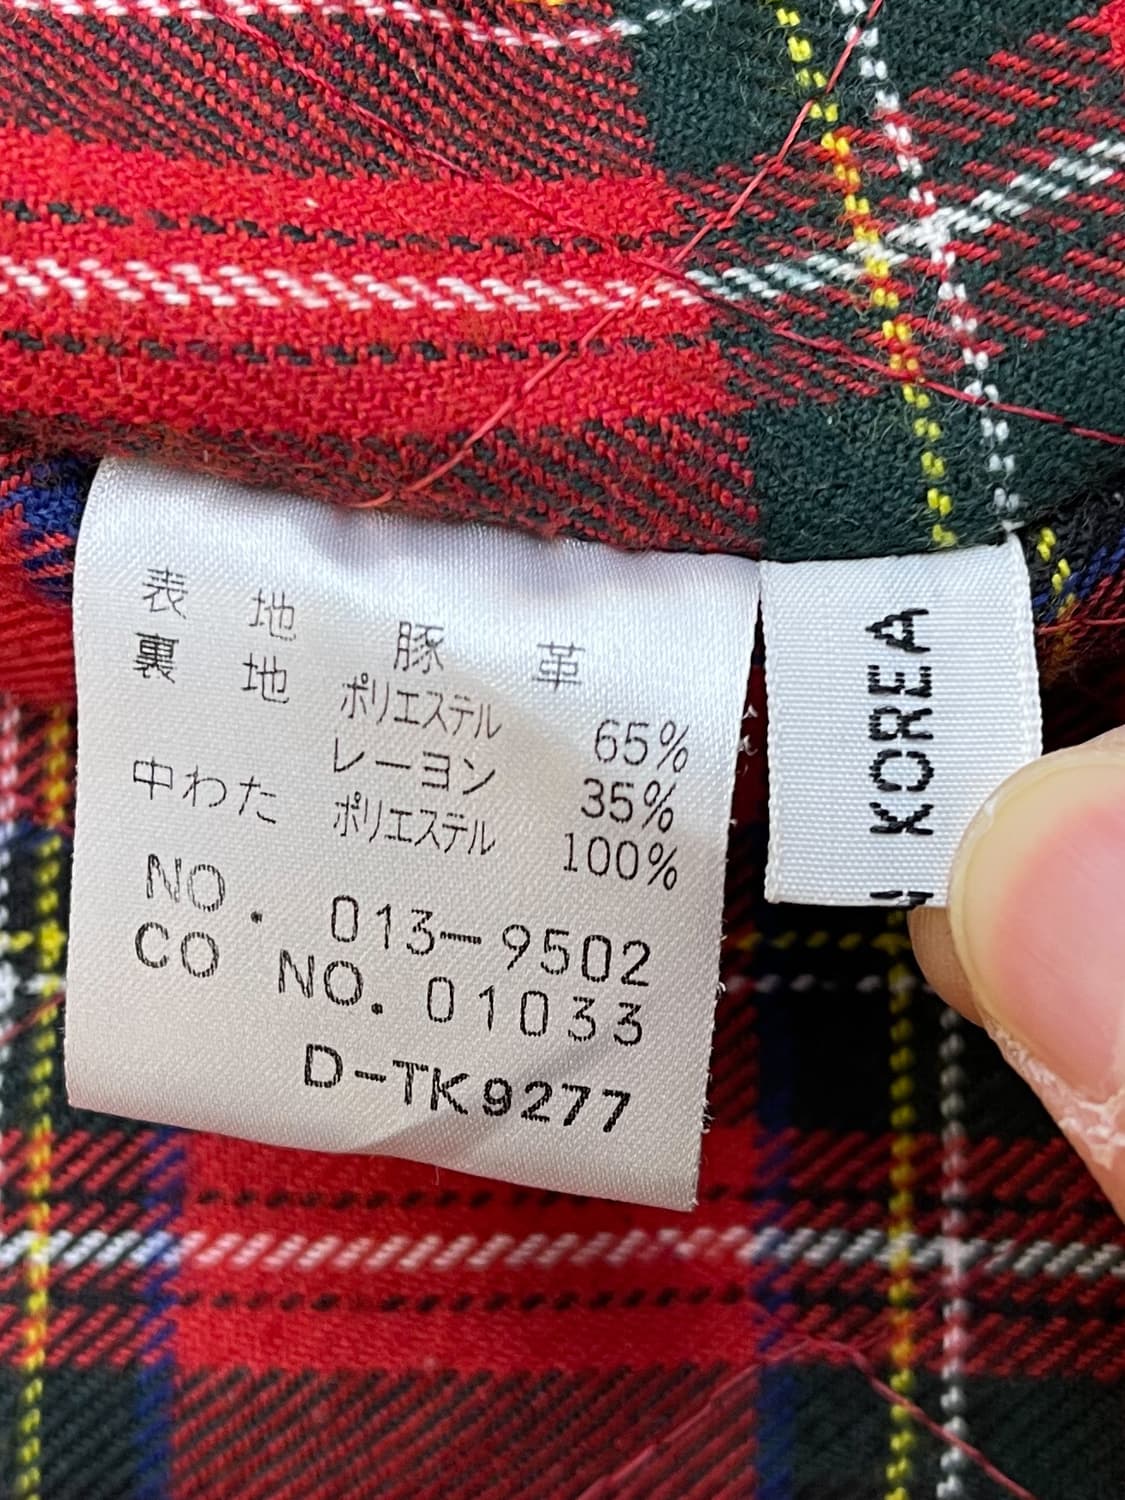 表 地 豚 革
裏 地 ポリエステル 65%
レーヨン 35%
中わた ポリエステル 100%
NO. 013-9502
CO NO. 01033
D-TK9277
KOREA